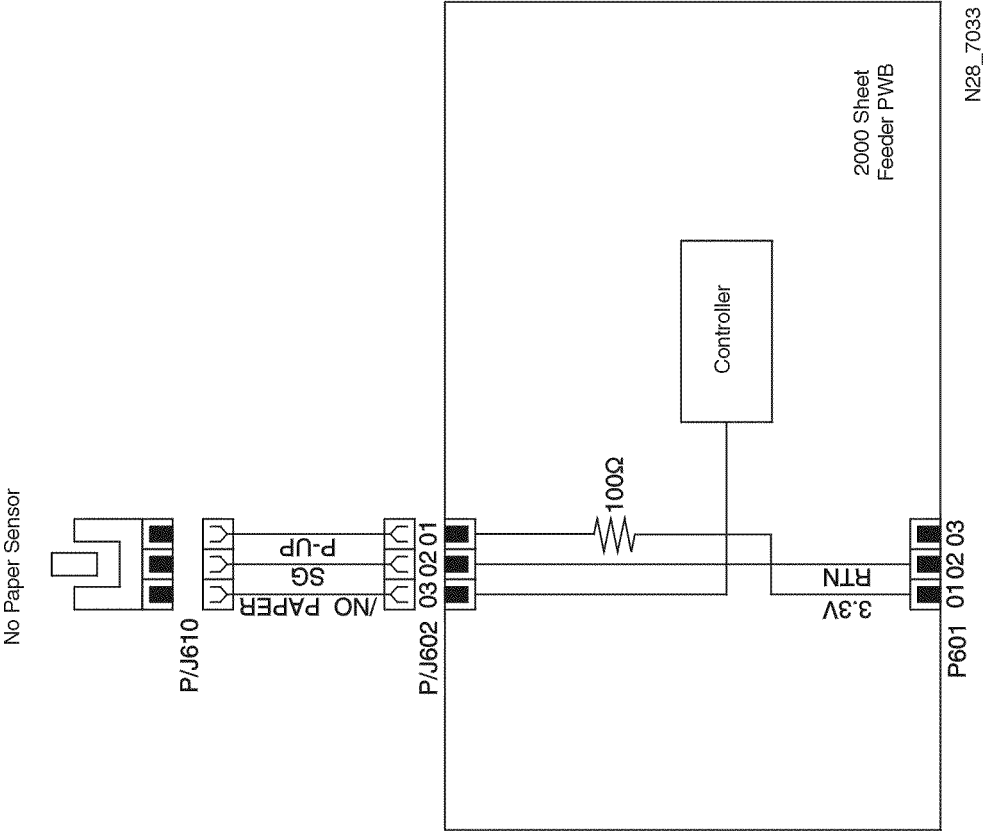 No Paper Sensor
P/J610
P-UP
SG
/NO PAPER
P/J602
03 02 01
100Ω
Controller
2000 Sheet
Feeder PWB
RTN
3.3V
P601
01 02 03
N28_7033